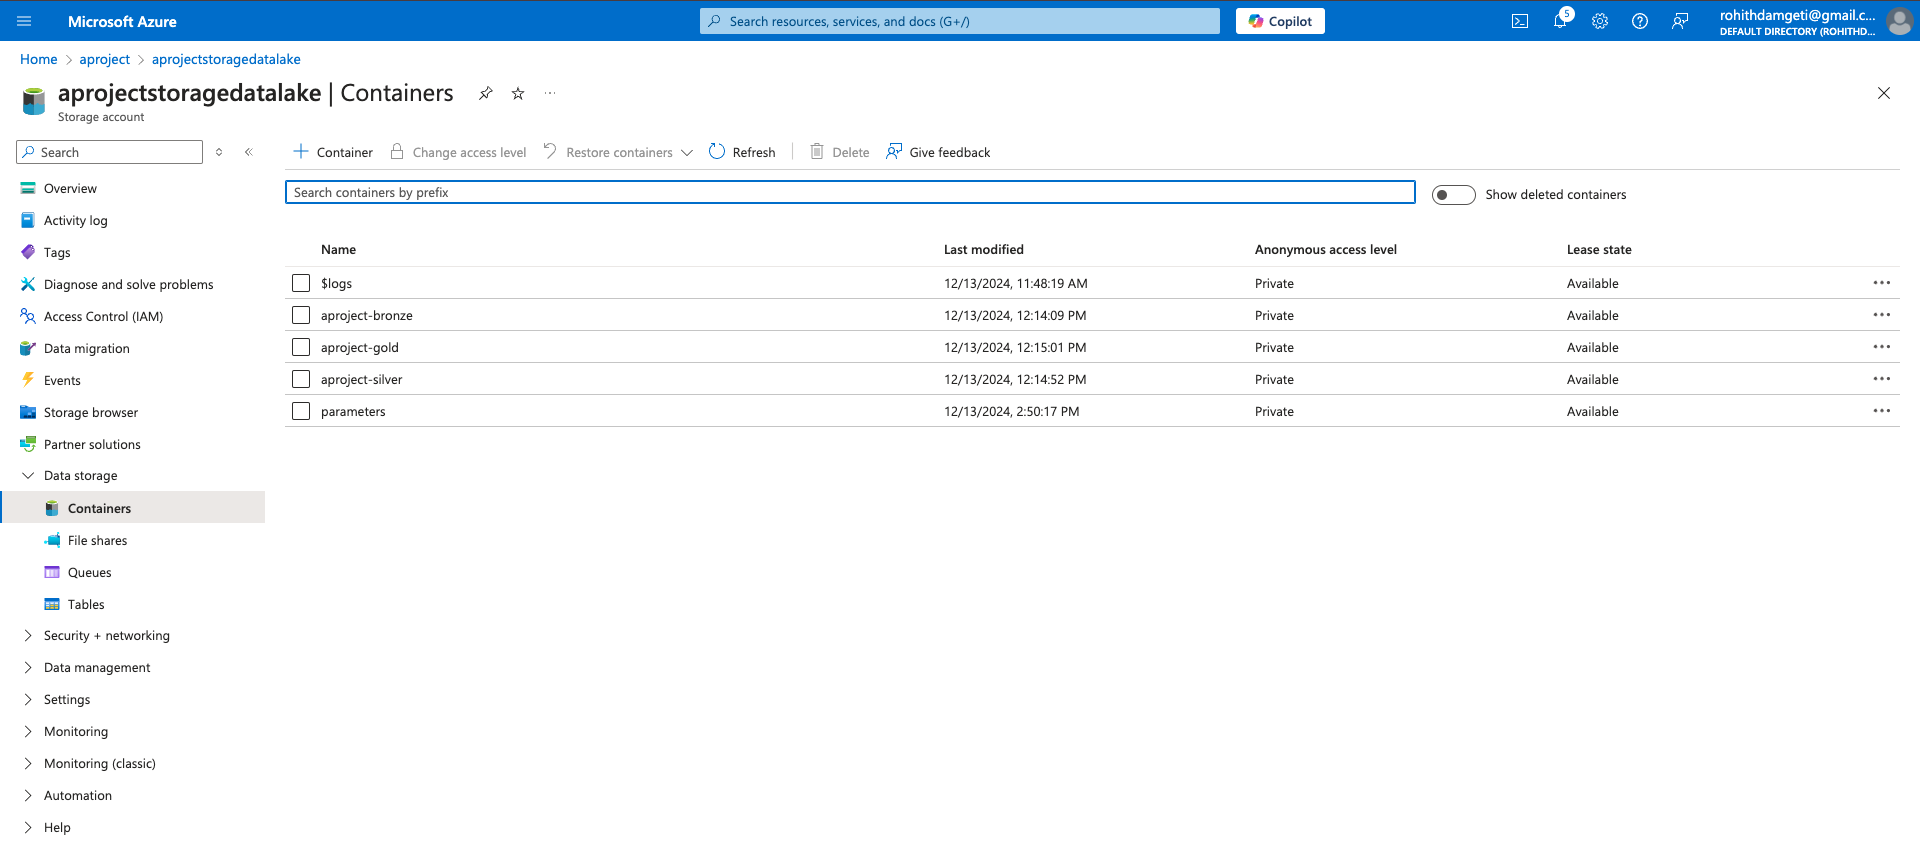 Microsoft Azure
Search resources, services, and docs (G+/)
Copilot
5
rohithdamgeti@gmail.c...
DEFAULT DIRECTORY (ROHITHD...
Home > aproject > aprojectstoragedatalake
aprojectstoragedatalake | Containers
Storage account
Search
Container
Change access level
Restore containers
Refresh
Delete
Give feedback
Search containers by prefix
Show deleted containers
Overview
Activity log
Tags
Diagnose and solve problems
Access Control (IAM)
Data migration
Events
Storage browser
Partner solutions
Data storage
Containers
File shares
Queues
Tables
Security + networking
Data management
Settings
Monitoring
Monitoring (classic)
Automation
Help
Name Last modified Anonymous access level Lease state
$logs 12/13/2024, 11:48:19 AM Private Available
aproject-bronze 12/13/2024, 12:14:09 PM Private Available
aproject-gold 12/13/2024, 12:15:01 PM Private Available
aproject-silver 12/13/2024, 12:14:52 PM Private Available
parameters 12/13/2024, 2:50:17 PM Private Available